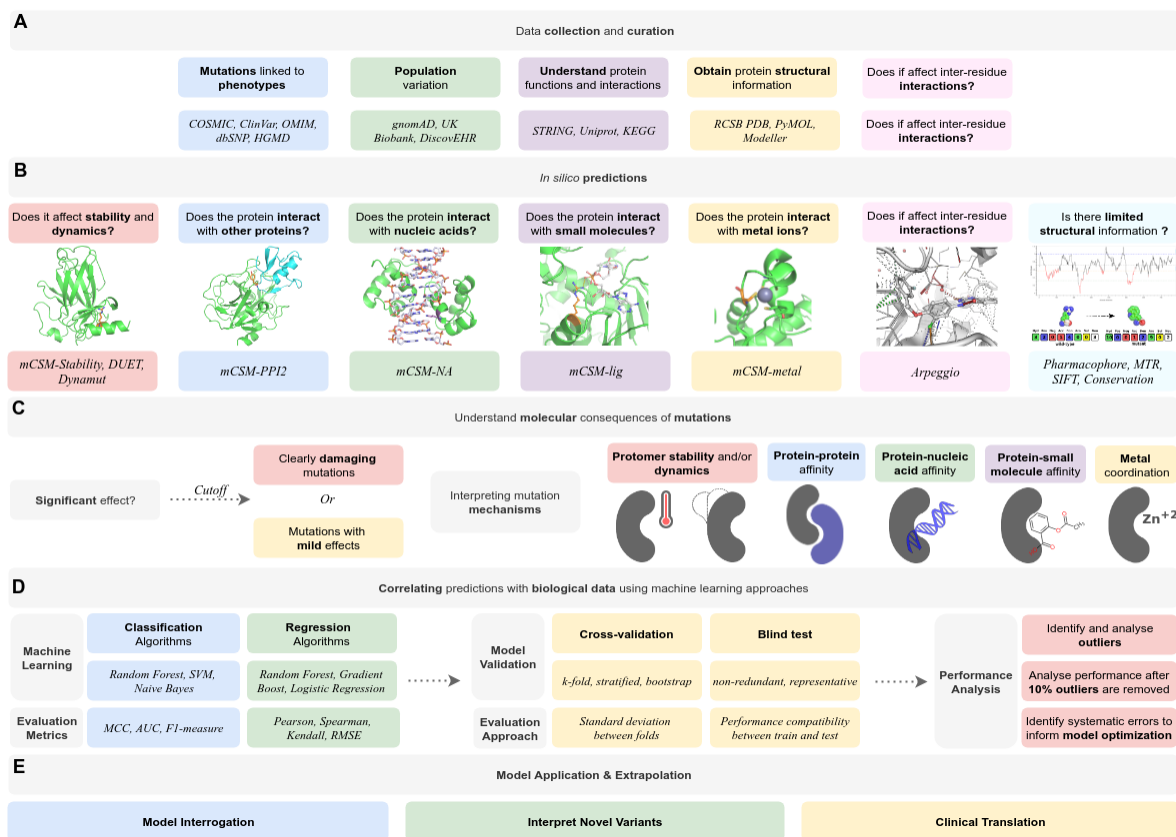 A
Data collection and curation
Mutations linked to
phenotypes
Population
variation
Understand protein
functions and interactions
Obtain protein structural
information
Does if affect inter-residue
interactions?
COSMIC, ClinVar, OMIM,
dbSNP, HGMD
gnomAD, UK
Biobank, DiscovEHR
STRING, Uniprot, KEGG
RCSB PDB, PyMOL,
Modeller
Does if affect inter-residue
interactions?
B
In silico predictions
Does it affect stability and
dynamics?
Does the protein interact
with other proteins?
Does the protein interact
with nucleic acids?
Does the protein interact
with small molecules?
Does the protein interact
with metal ions?
Does if affect inter-residue
interactions?
Is there limited
structural information ?
wild-type
mutant
mCSM-Stability, DUET,
Dynamut
mCSM-PPI2
mCSM-NA
mCSM-lig
mCSM-metal
Arpeggio
Pharmacophore, MTR,
SIFT, Conservation
C
Understand molecular consequences of mutations
Significant effect?
Cutoff
Clearly damaging
mutations
Or
Mutations with
mild effects
Interpreting mutation
mechanisms
Protomer stability and/or
dynamics
Protein-protein
affinity
Protein-nucleic
acid affinity
Protein-small
molecule affinity
Metal
coordination
Zn+2
D
Correlating predictions with biological data using machine learning approaches
Machine
Learning
Classification
Algorithms
Regression
Algorithms
Random Forest, SVM,
Naive Bayes
Random Forest, Gradient
Boost, Logistic Regression
Evaluation
Metrics
MCC, AUC, F1-measure
Pearson, Spearman,
Kendall, RMSE
Model
Validation
Cross-validation
Blind test
k-fold, stratified, bootstrap
non-redundant, representative
Evaluation
Approach
Standard deviation
between folds
Performance compatibility
between train and test
Performance
Analysis
Identify and analyse
outliers
Analyse performance after
10% outliers are removed
Identify systematic errors to
inform model optimization
E
Model Application & Extrapolation
Model Interrogation
Interpret Novel Variants
Clinical Translation